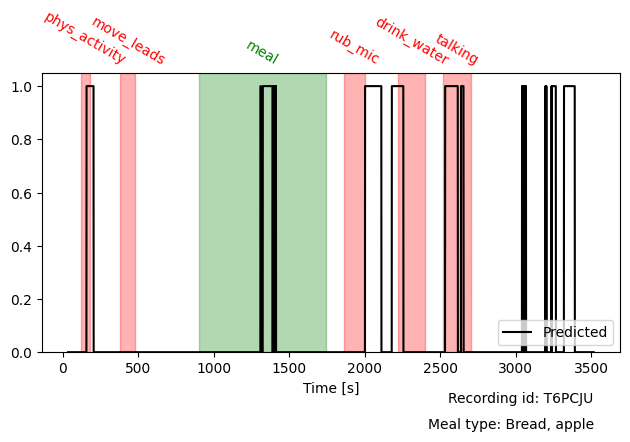 phys_activity
move_leads
meal
rub_mic
drink_water
talking
1.0
0.8
0.6
0.4
0.2
0.0
Predicted
0 500 1000 1500 2000 2500 3000 3500
Time [s]
Recording id: T6PCJU
Meal type: Bread, apple